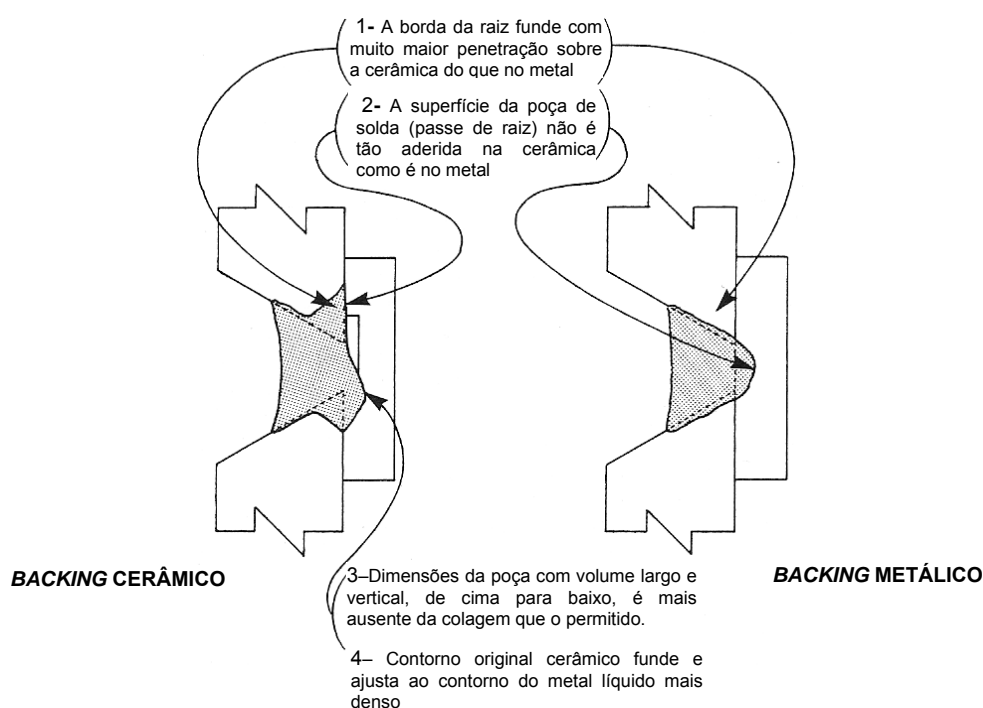 1- A borda da raiz funde com
muito maior penetração sobre
a cerâmica do que no metal
2- A superfície da poça de
solda (passe de raiz) não é
tão aderida na cerâmica
como é no metal
BACKING CERÂMICO
BACKING METÁLICO
3–Dimensões da poça com volume largo e
vertical, de cima para baixo, é mais
ausente da colagem que o permitido.
4– Contorno original cerâmico funde e
ajusta ao contorno do metal líquido mais
denso